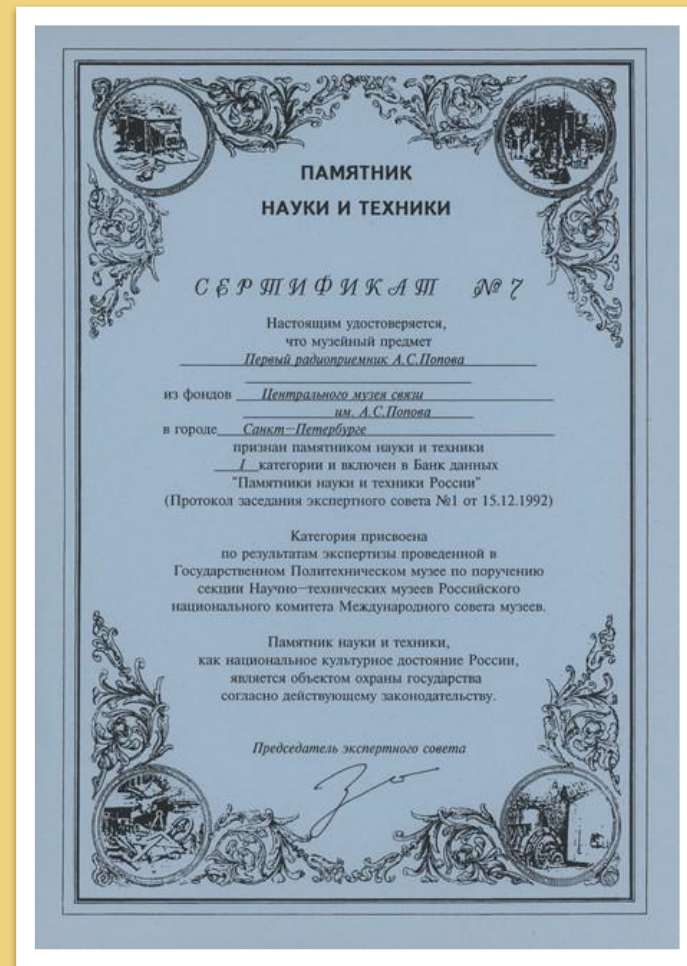 ПАМЯТНИК
НАУКИ И ТЕХНИКИ
СЕРТИФИКАТ №7
Настоящим удостоверяется,
что музейный предмет
Первый радиоприемник А.С.Попова
из фондов Центрального музея связи
им. А.С.Попова
в городе Санкт-Петербурге
признан памятником науки и техники
I категории и включен в Банк данных
"Памятники науки и техники России"
(Протокол заседания экспертного совета №1 от 15.12.1992)
Категория присвоена
по результатам экспертизы проведенной в
Государственном Политехническом музее по поручению
секции Научно-технических музеев Российского
национального комитета Международного совета музеев.
Памятник науки и техники,
как национальное культурное достояние России,
является объектом охраны государства
согласно действующему законодательству.
Председатель экспертного совета